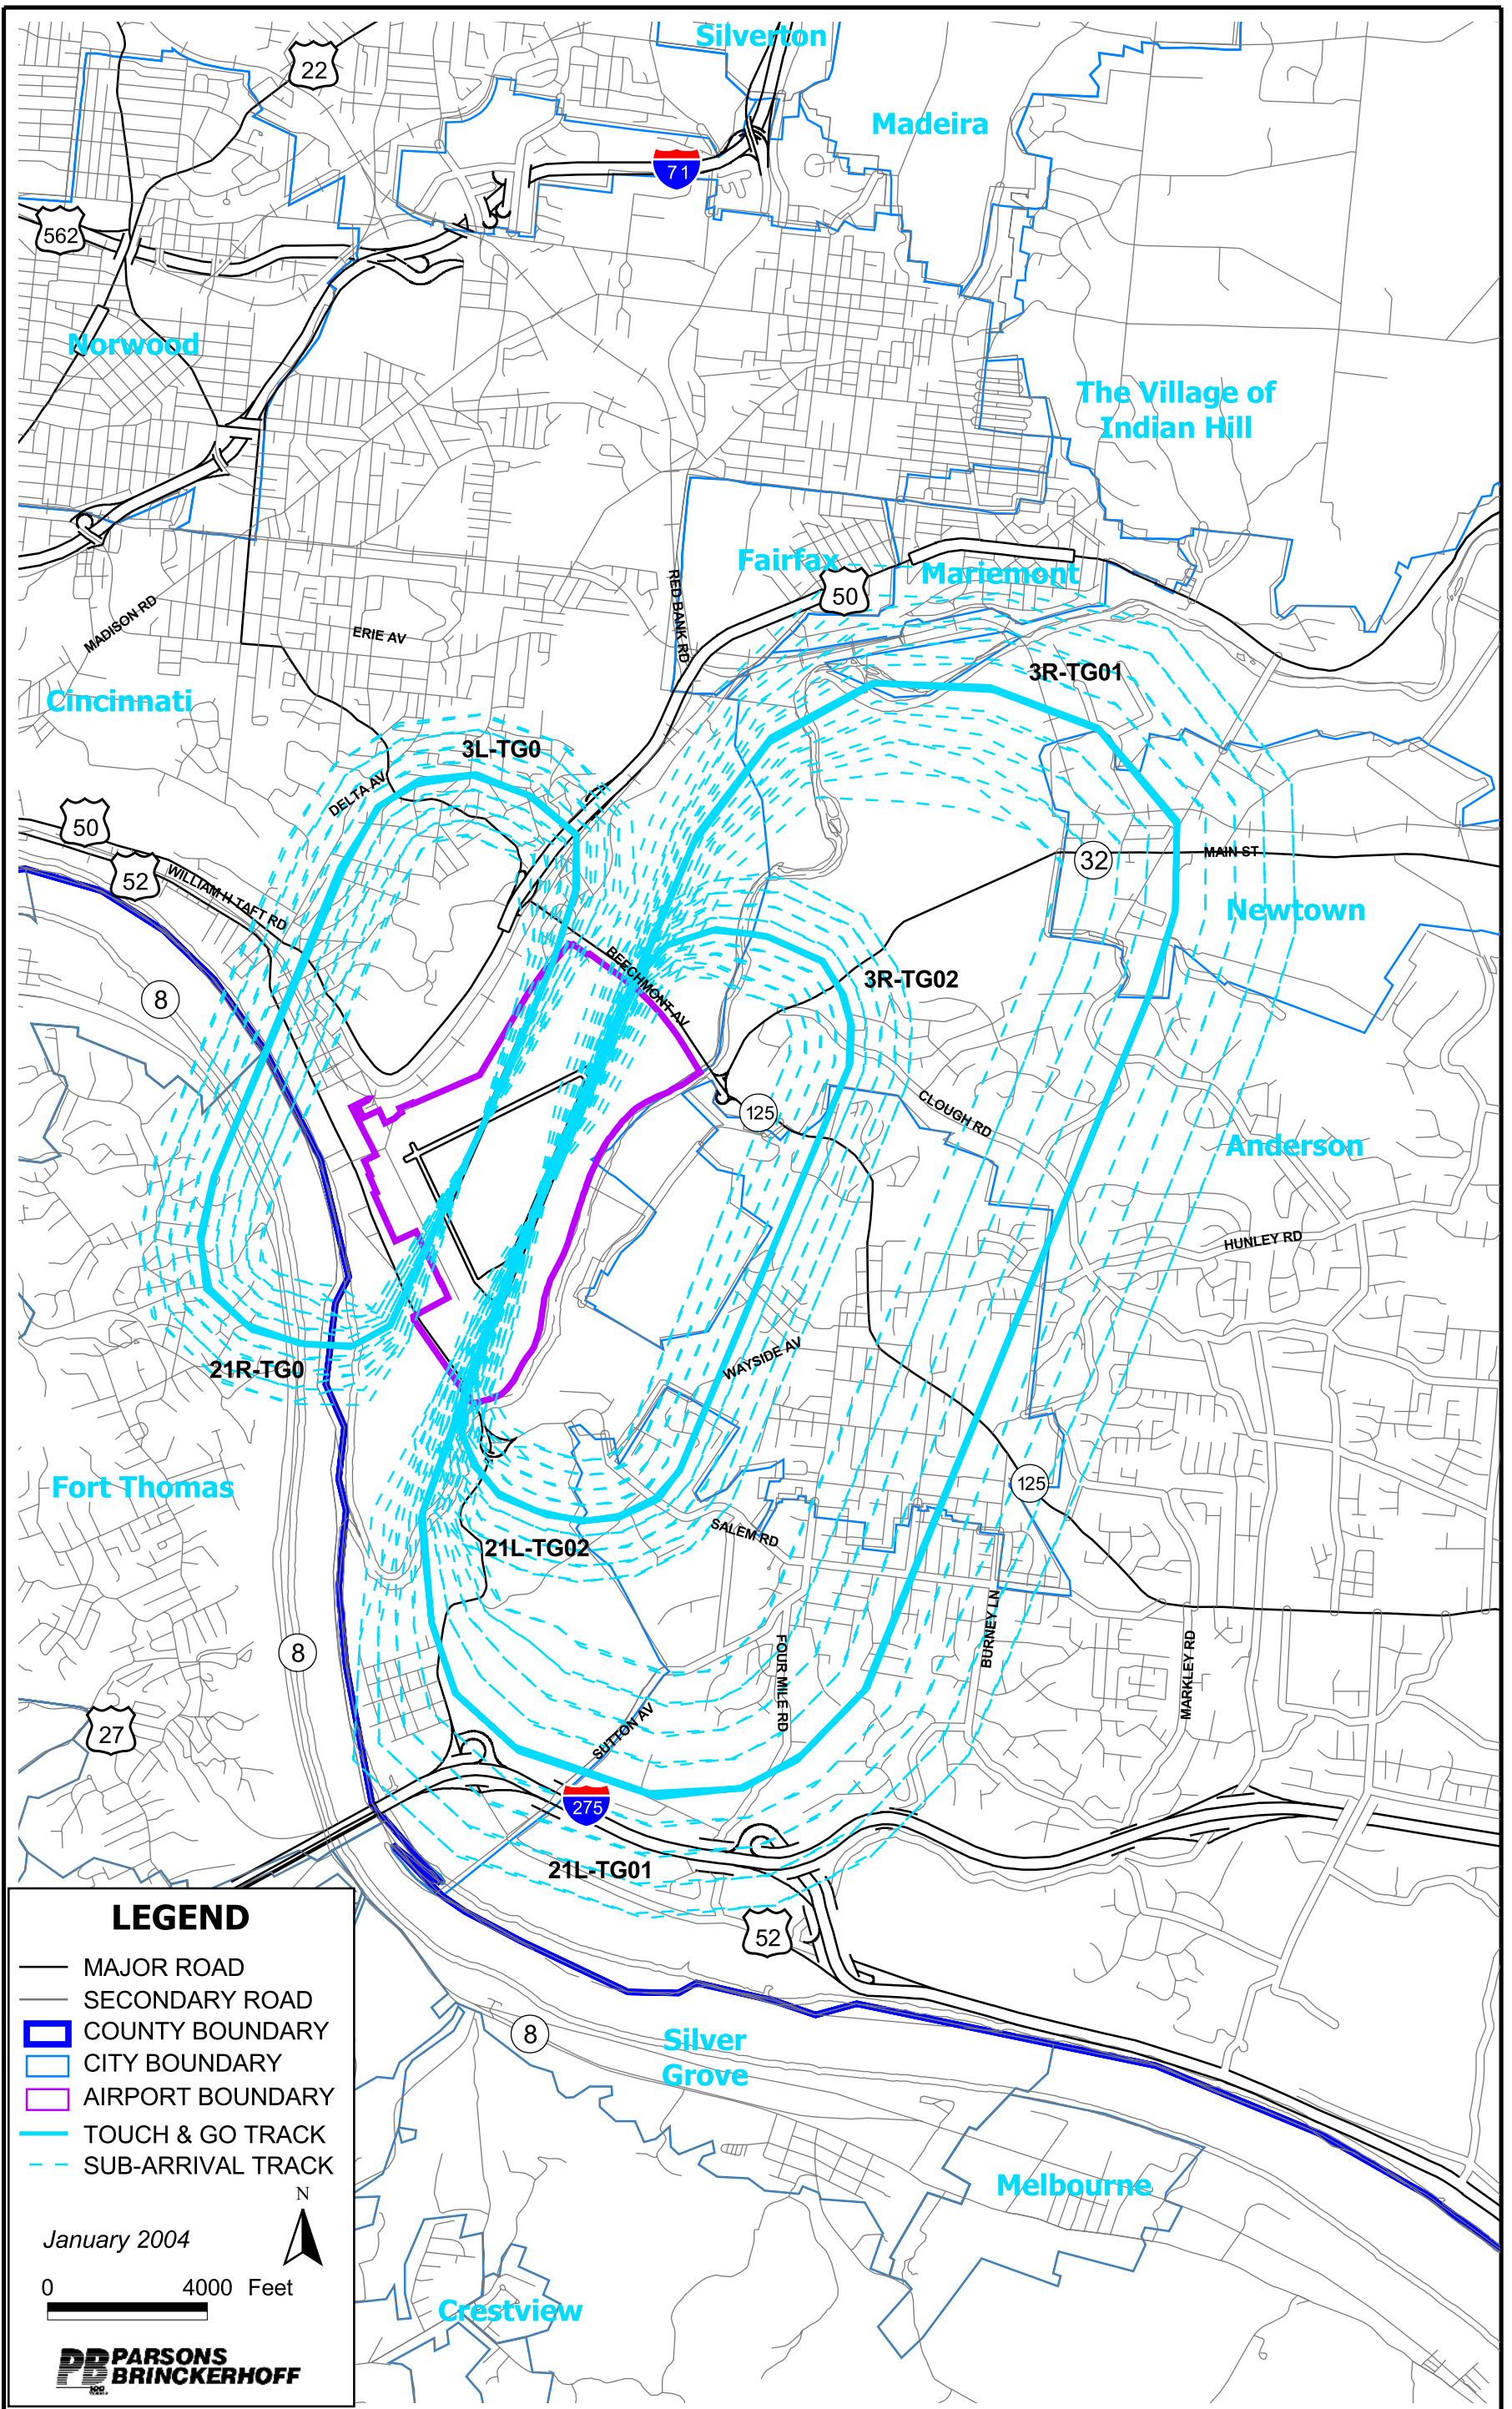 Silverton
22
Madeira
71
562
Norwood
The Village of
Indian Hill
Fairfax
Mariemont
50
RED BANK RD
MADISON RD
ERIE AV
3R-TG01
Cincinnati
3L-TG0
DELTA AV
50
52
32
MAIN ST
WILLIAM H TAFT RD
Newtown
BEECHMONT AV
3R-TG02
8
125
CLOUGH RD
Anderson
HUNLEY RD
WAYSIDE AV
21R-TG0
Fort Thomas
125
SALEM RD
21L-TG02
BURNEY LN
8
FOUR MILE RD
MARKLEY RD
27
SUTTON AV
275
21L-TG01
52
LEGEND
MAJOR ROAD
SECONDARY ROAD
COUNTY BOUNDARY
CITY BOUNDARY
AIRPORT BOUNDARY
TOUCH & GO TRACK
SUB-ARRIVAL TRACK
8
Silver
Grove
Melbourne
N
January 2004
0 4000 Feet
Crestview
PB PARSONS
BRINCKERHOFF